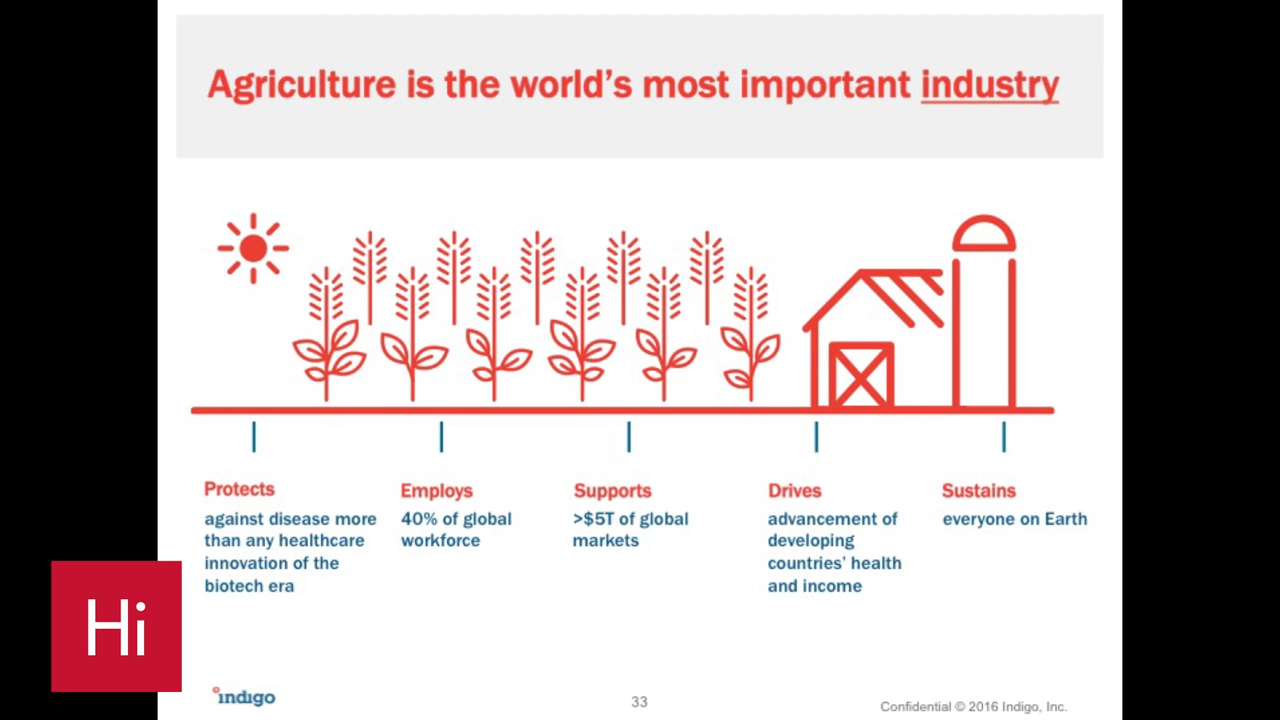 Agriculture is the world's most important industry
Protects
against disease more
than any healthcare
innovation of the
biotech era
Employs
40% of global
workforce
Supports
>$5T of global
markets
Drives
advancement of
developing
countries' health
and income
Sustains
everyone on Earth
Hi
indigo
33
Confidential © 2016 Indigo, Inc.